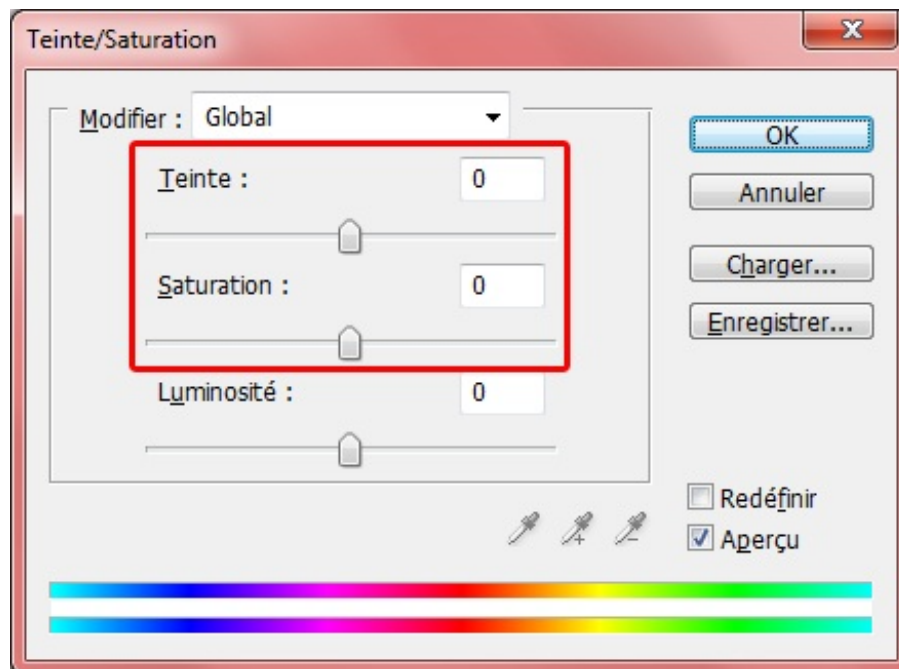 Teinte/Saturation
Modifier : Global
OK
Teinte : 0
Annuler
Charger...
Saturation : 0
Enregistrer...
Luminosité : 0
Redéfinir
Aperçu